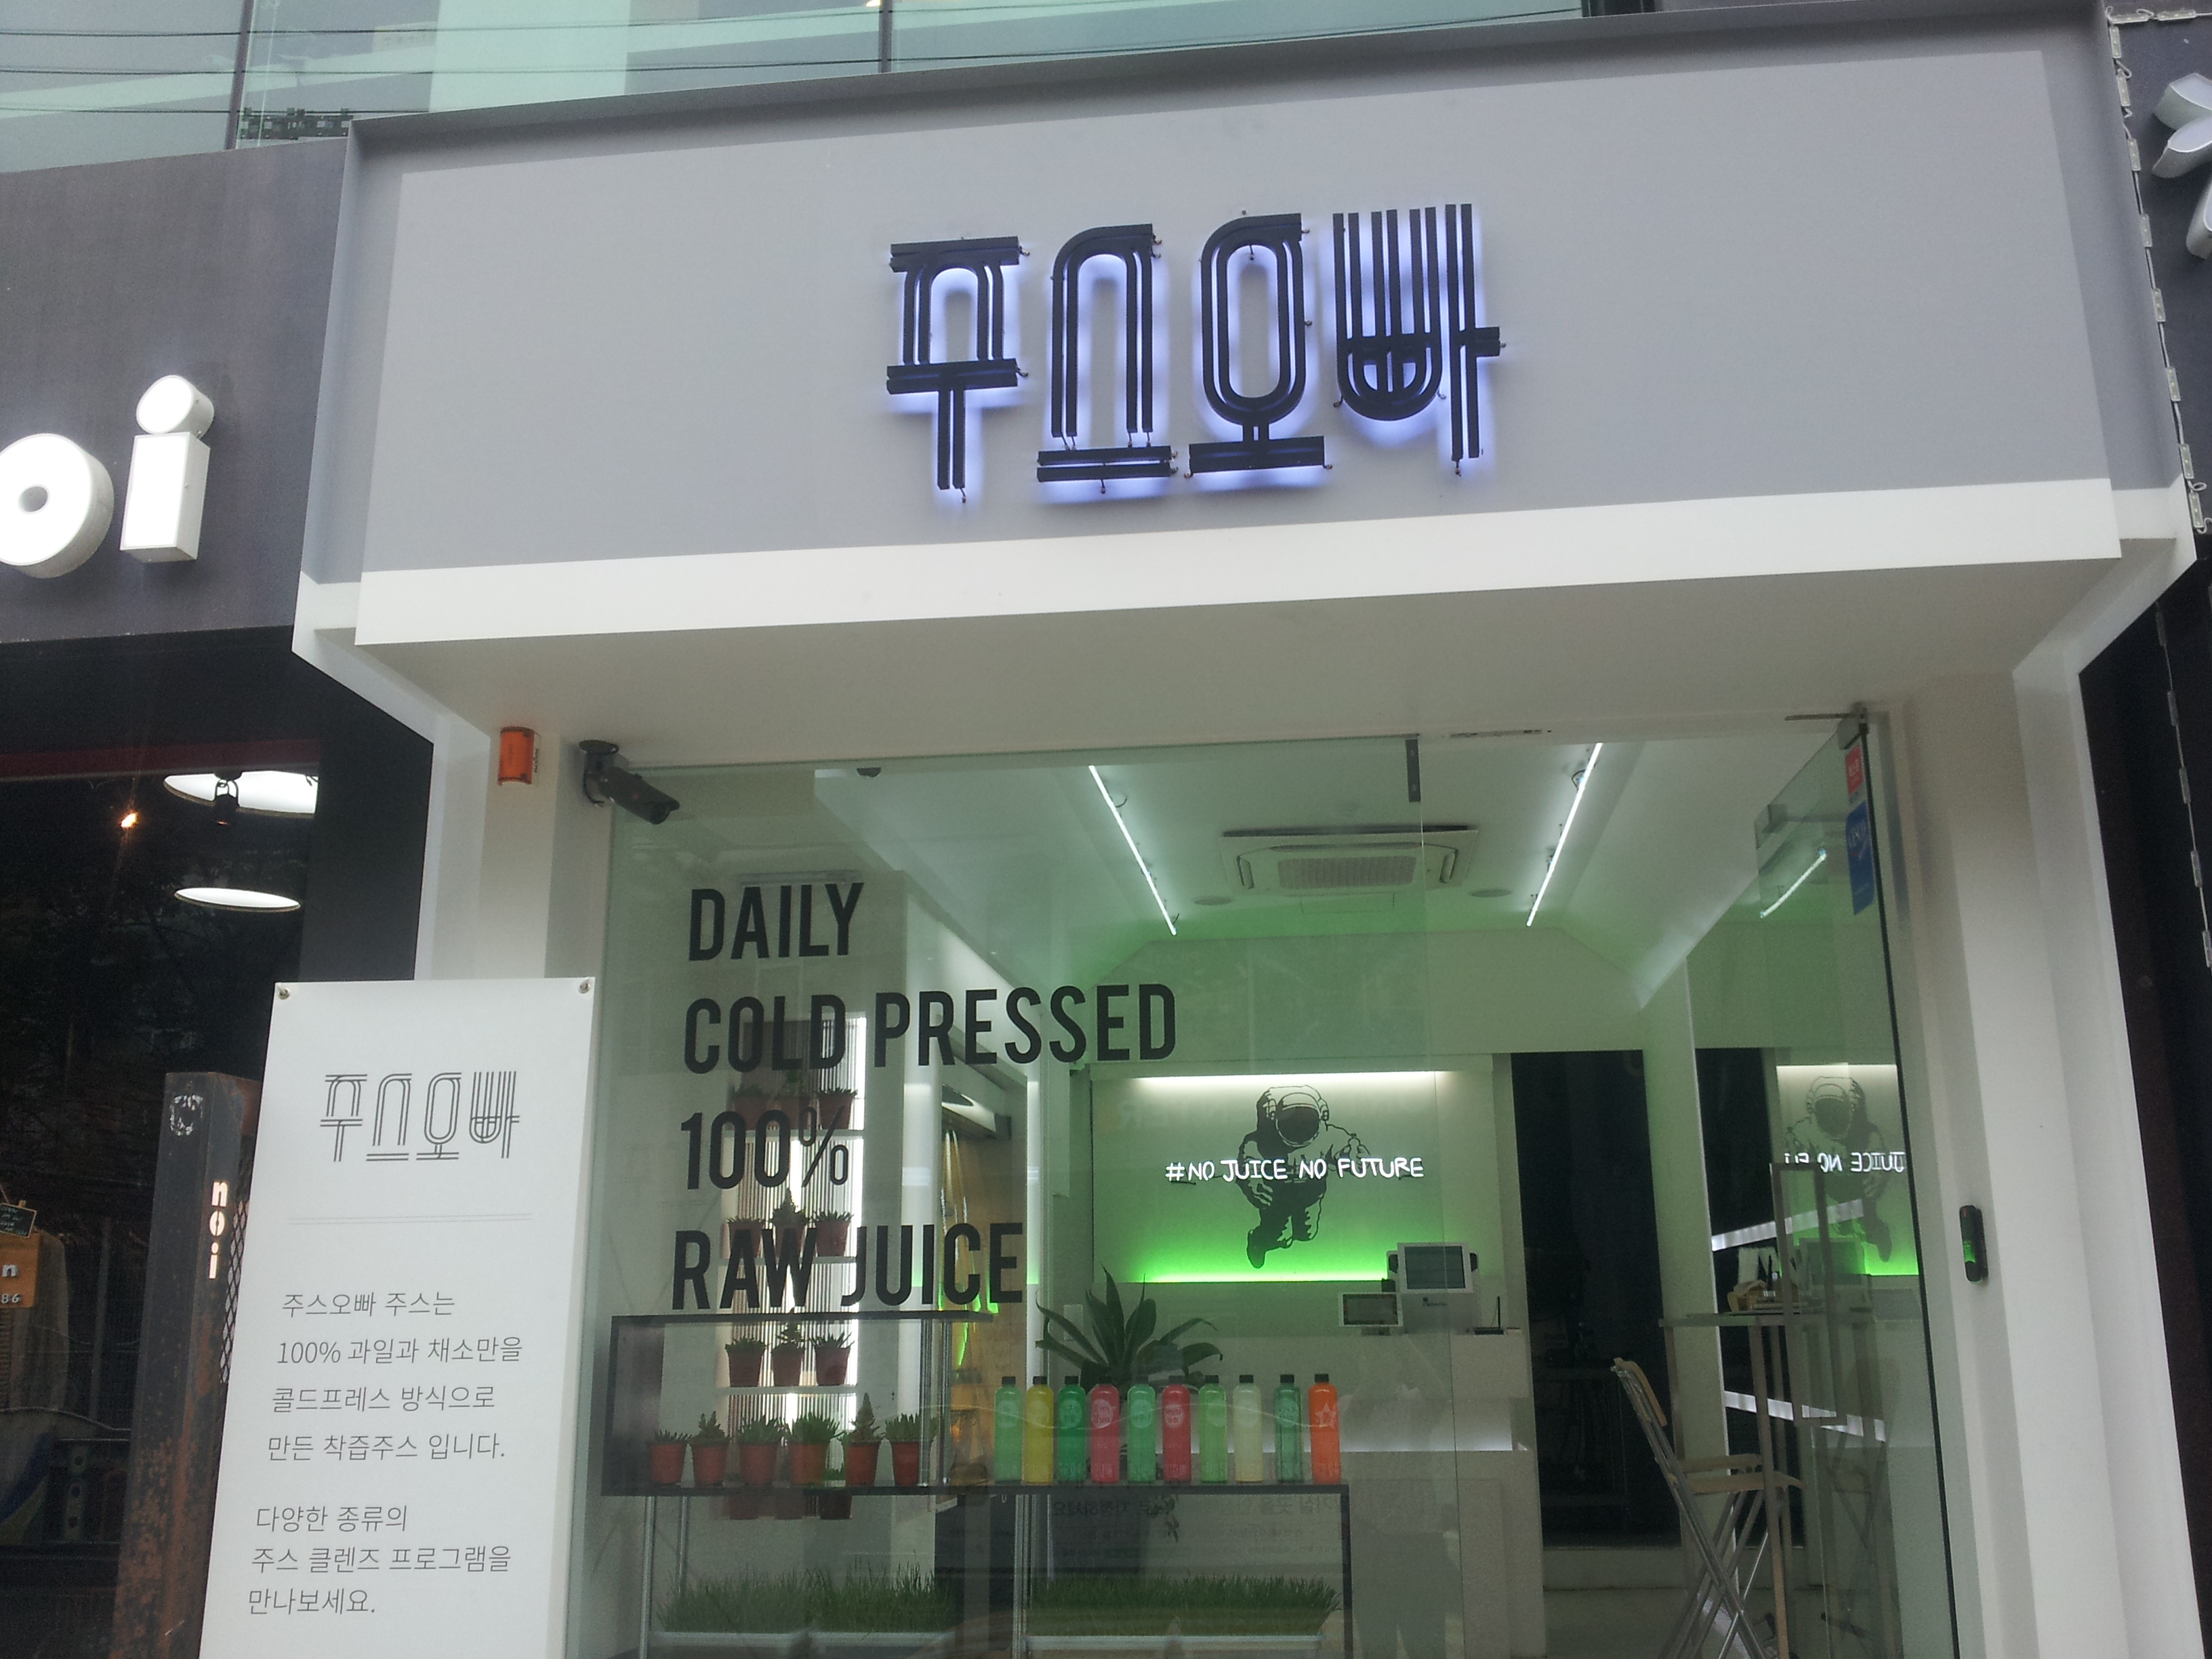 주스오빠
oi
DAILY
COLD PRESSED
100%
RAW JUICE
#NO JUICE NO FUTURE
주스오빠
주스오빠 주스는
100% 과일과 채소만을
콜드프레스 방식으로
만든 착즙주스 입니다.
다양한 종류의
주스 클렌즈 프로그램을
만나보세요.
noi
n
86